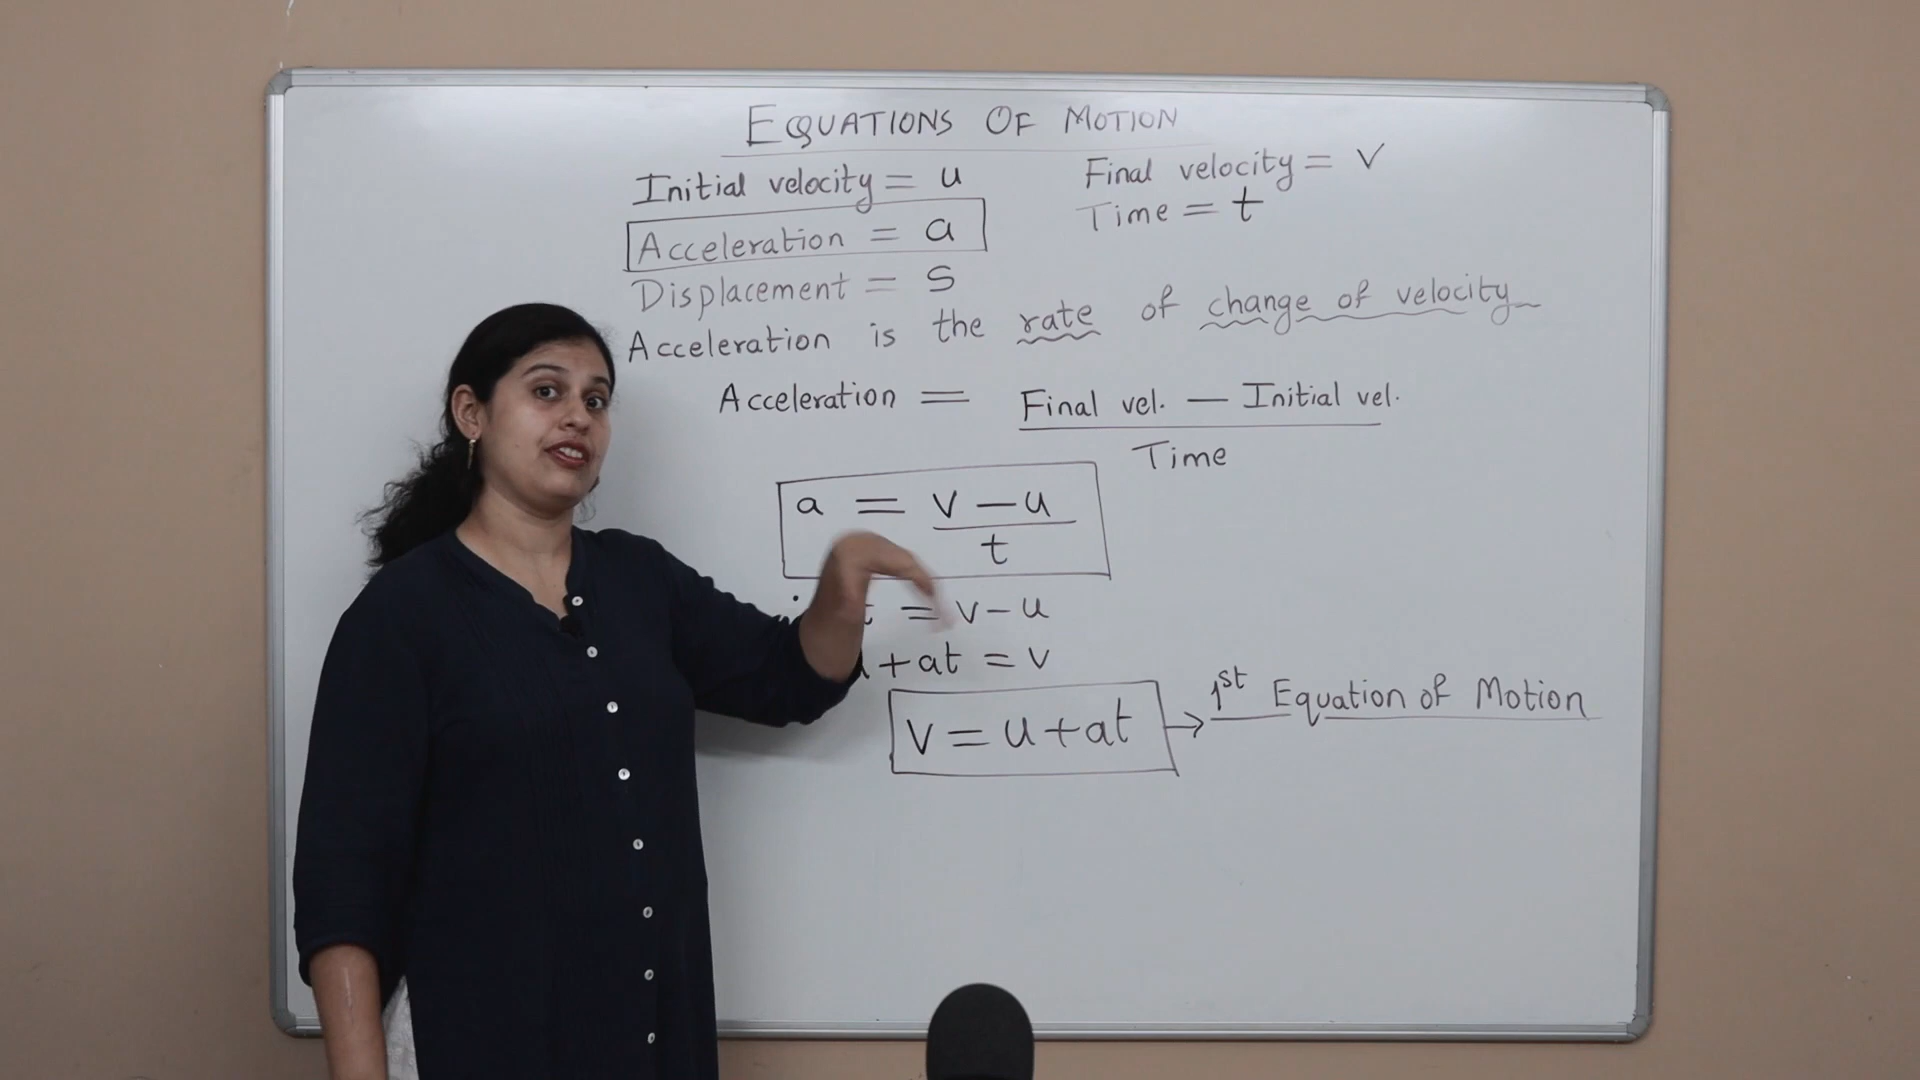 EQUATIONS OF MOTION
Initial velocity = u
Final velocity = v
Acceleration = a
Time = t
Displacement = s
Acceleration is the rate of change of velocity
Acceleration = Final vel. — Initial vel.
Time
a = v – u
t
t = v – u
+ at = v
v = u + at → 1st Equation of Motion